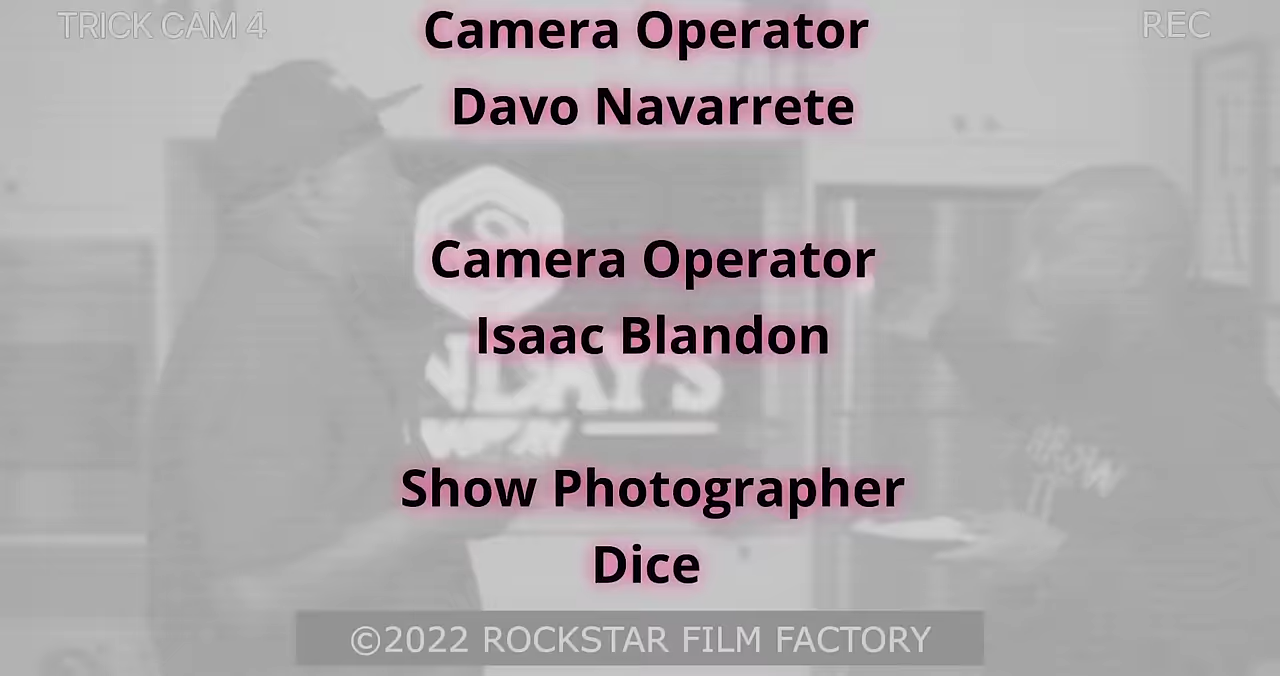 TRICK CAM 4
REC
Camera Operator
Davo Navarrete
Camera Operator
Isaac Blandon
NDAYS
Show Photographer
Dice
©2022 ROCKSTAR FILM FACTORY